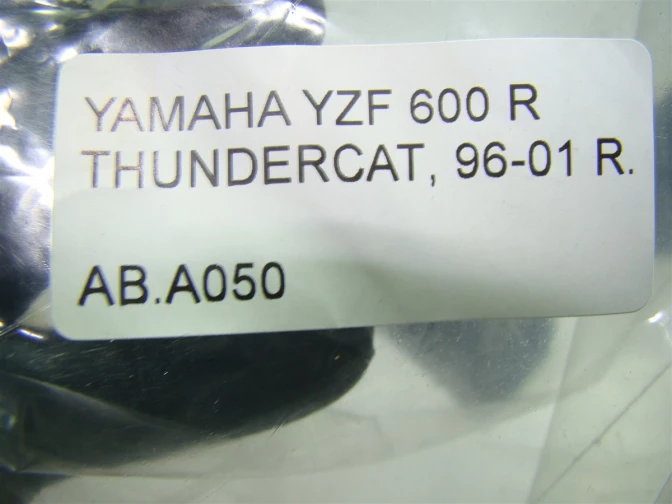 YAMAHA YZF 600 R
THUNDERCAT, 96-01 R.
AB.A050